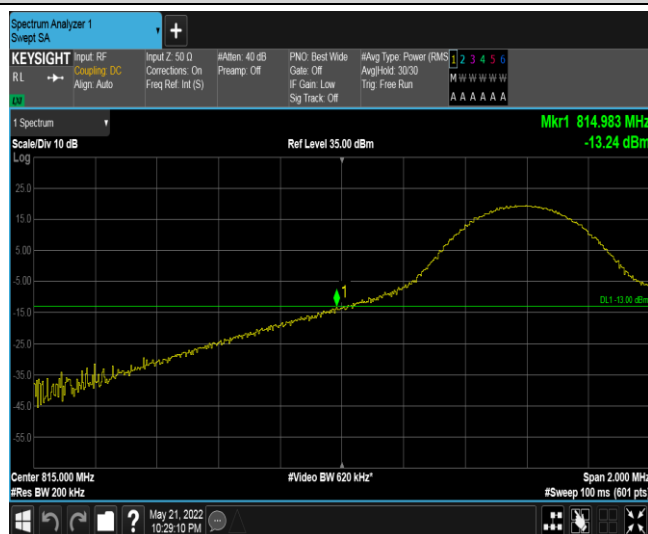 Spectrum Analyzer 1
Swept SA
KEYSIGHT
RL
LXI
Input: RF
Coupling: DC
Align: Auto
Input Z: 50 Ω
Corrections: On
Freq Ref: Int (S)
#Atten: 40 dB
Preamp: Off
PNO: Best Wide
Gate: Off
IF Gain: Low
Sig Track: Off
#Avg Type: Power (RMS
Avg|Hold: 30/30
Trig: Free Run
1 2 3 4 5 6
M W W W W W
A A A A A A
1 Spectrum
Mkr1 814.983 MHz
-13.24 dBm
Scale/Div 10 dB
Ref Level 35.00 dBm
Log
25.0
15.0
5.00
-5.00
1
DL1 -13.00 dBm
-15.0
-25.0
-35.0
-45.0
-55.0
Center 815.000 MHz
#Video BW 620 kHz*
Span 2.000 MHz
#Res BW 200 kHz
#Sweep 100 ms (601 pts)
?
May 21, 2022
10:29:10 PM